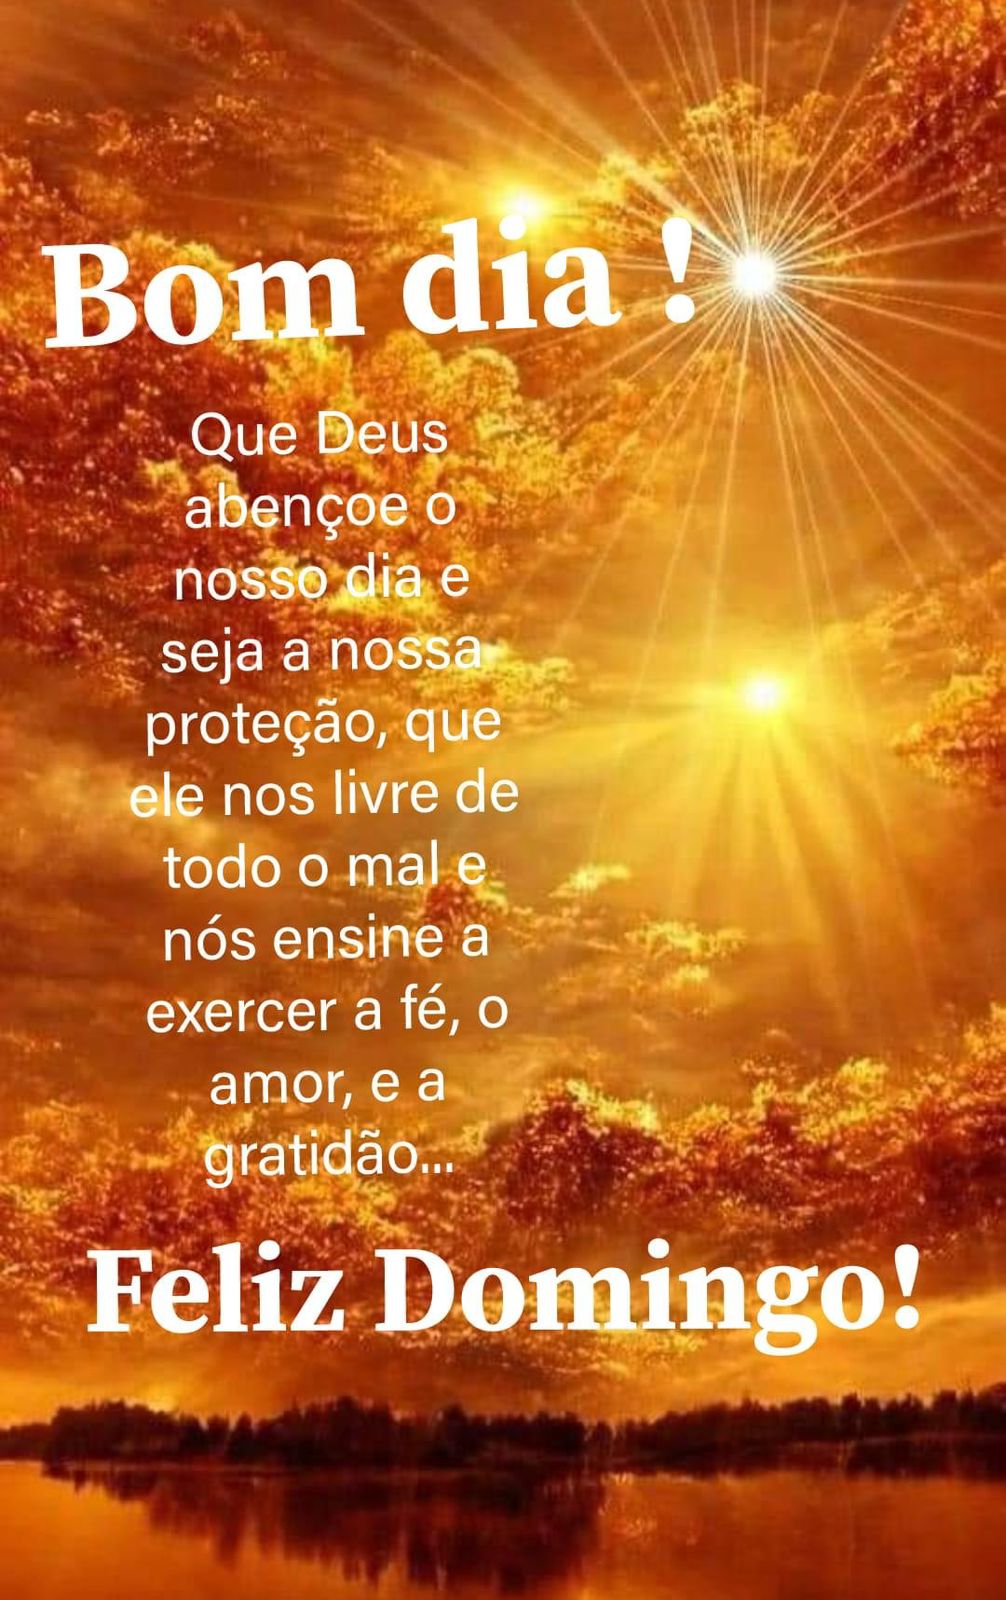 Bom dia !
Que Deus
abençoe o
nosso dia e
seja a nossa
proteção, que
ele nos livre de
todo o mal e
nós ensine a
exercer a fé, o
amor, e a
gratidão...
Feliz Domingo!